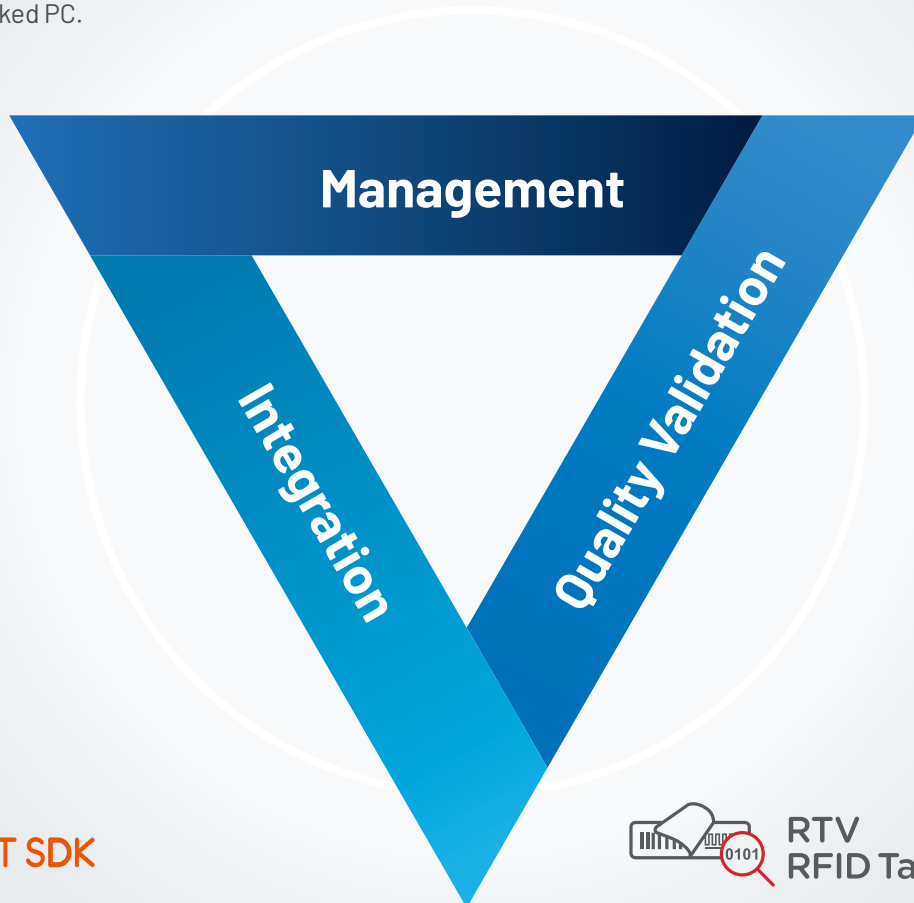 ked PC.
Management
Integration
Quality Validation
T SDK
0101
RTV
RFID Ta